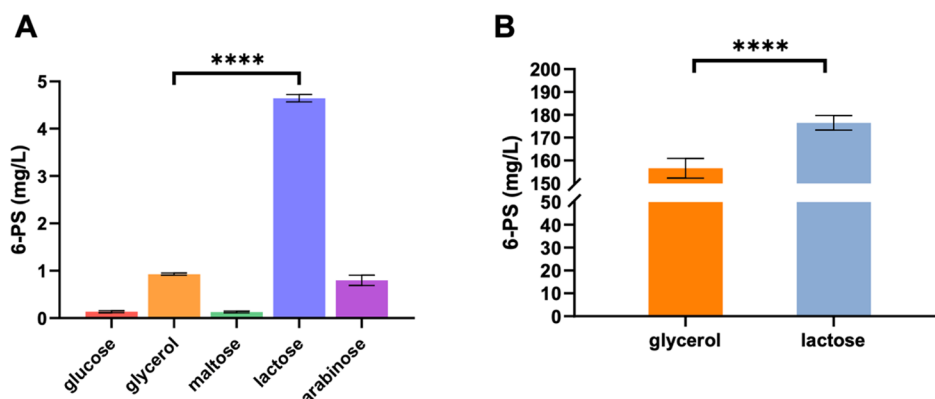 A
****
6-PS (mg/L)
5
4
3
2
1
0
glucose
glycerol
maltose
lactose
arabinose
B
****
6-PS (mg/L)
200
190
180
170
160
150
50
40
30
20
10
0
glycerol
lactose